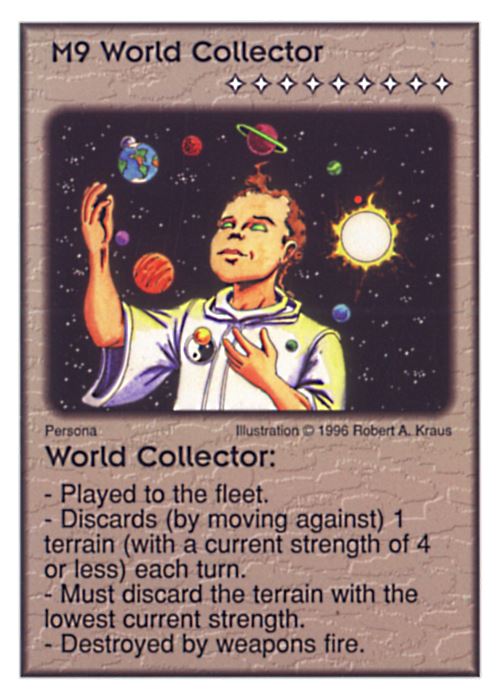 M9 World Collector
Persona
Illustration © 1996 Robert A. Kraus
World Collector:
- Played to the fleet.
- Discards (by moving against) 1
terrain (with a current strength of 4
or less) each turn.
- Must discard the terrain with the
lowest current strength.
- Destroyed by weapons fire.